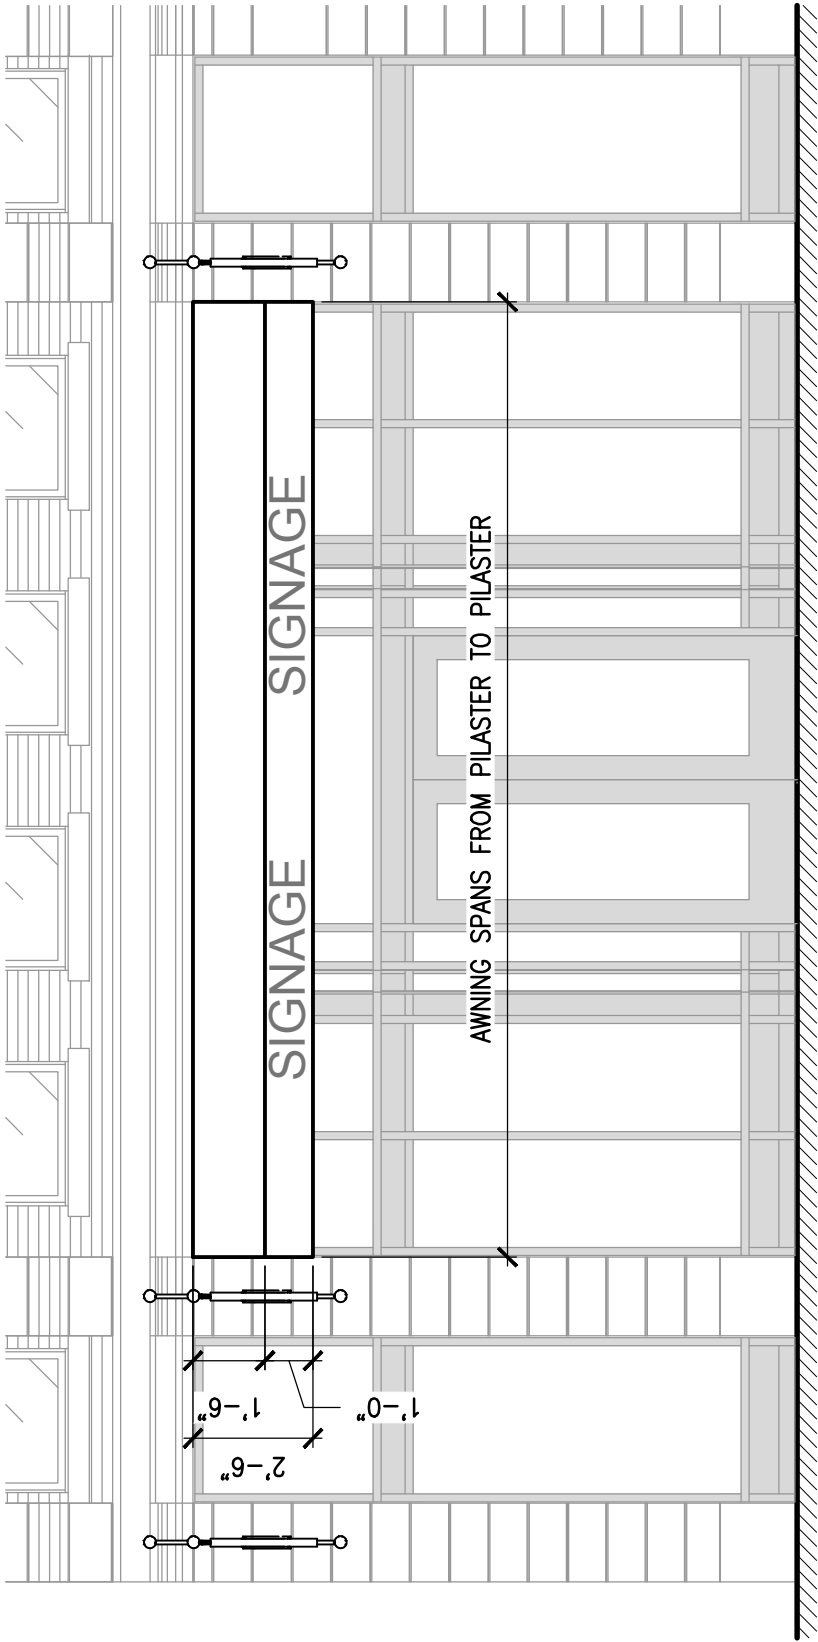 SIGNAGE
SIGNAGE
AWNING SPANS FROM PILASTER TO PILASTER
1'-6"
1'-0"
2'-6"